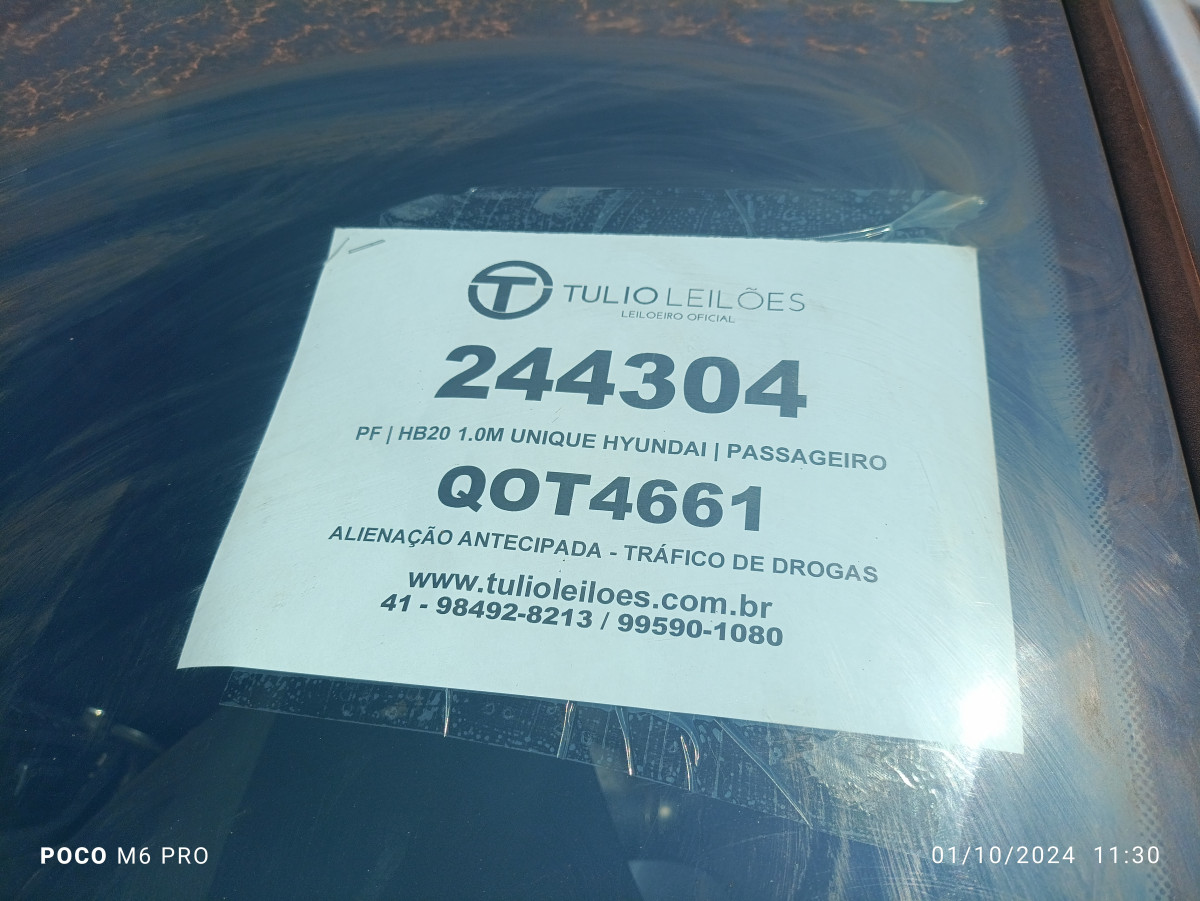 TULIO LEILÕES
LEILOEIRO OFICIAL
244304
PF | HB20 1.0M UNIQUE HYUNDAI | PASSAGEIRO
QOT4661
ALIENAÇÃO ANTECIPADA - TRÁFICO DE DROGAS
www.tulioleiloes.com.br
41 - 98492-8213 / 99590-1080
POCO M6 PRO
01/10/2024 11:30